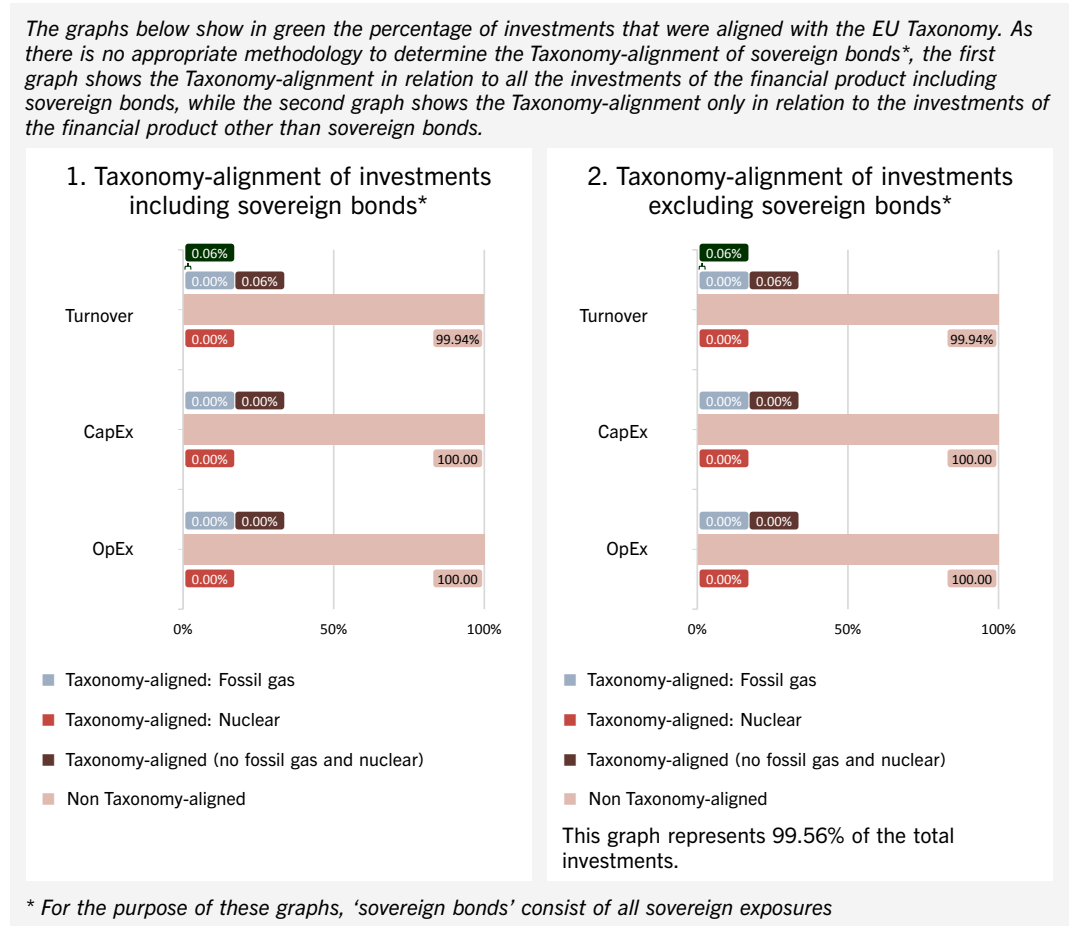 The graphs below show in green the percentage of investments that were aligned with the EU Taxonomy. As
there is no appropriate methodology to determine the Taxonomy-alignment of sovereign bonds*, the first
graph shows the Taxonomy-alignment in relation to all the investments of the financial product including
sovereign bonds, while the second graph shows the Taxonomy-alignment only in relation to the investments of
the financial product other than sovereign bonds.
1. Taxonomy-alignment of investments
including sovereign bonds*
0.06%
0.00% 0.06%
Turnover
0.00% 99.94%
0.00% 0.00%
CapEx
0.00% 100.00
0.00% 0.00%
OpEx
0.00% 100.00
0% 50% 100%
Taxonomy-aligned: Fossil gas
Taxonomy-aligned: Nuclear
Taxonomy-aligned (no fossil gas and nuclear)
Non Taxonomy-aligned
2. Taxonomy-alignment of investments
excluding sovereign bonds*
0.06%
0.00% 0.06%
Turnover
0.00% 99.94%
0.00% 0.00%
CapEx
0.00% 100.00
0.00% 0.00%
OpEx
0.00% 100.00
0% 50% 100%
Taxonomy-aligned: Fossil gas
Taxonomy-aligned: Nuclear
Taxonomy-aligned (no fossil gas and nuclear)
Non Taxonomy-aligned
This graph represents 99.56% of the total
investments.
* For the purpose of these graphs, ‘sovereign bonds’ consist of all sovereign exposures